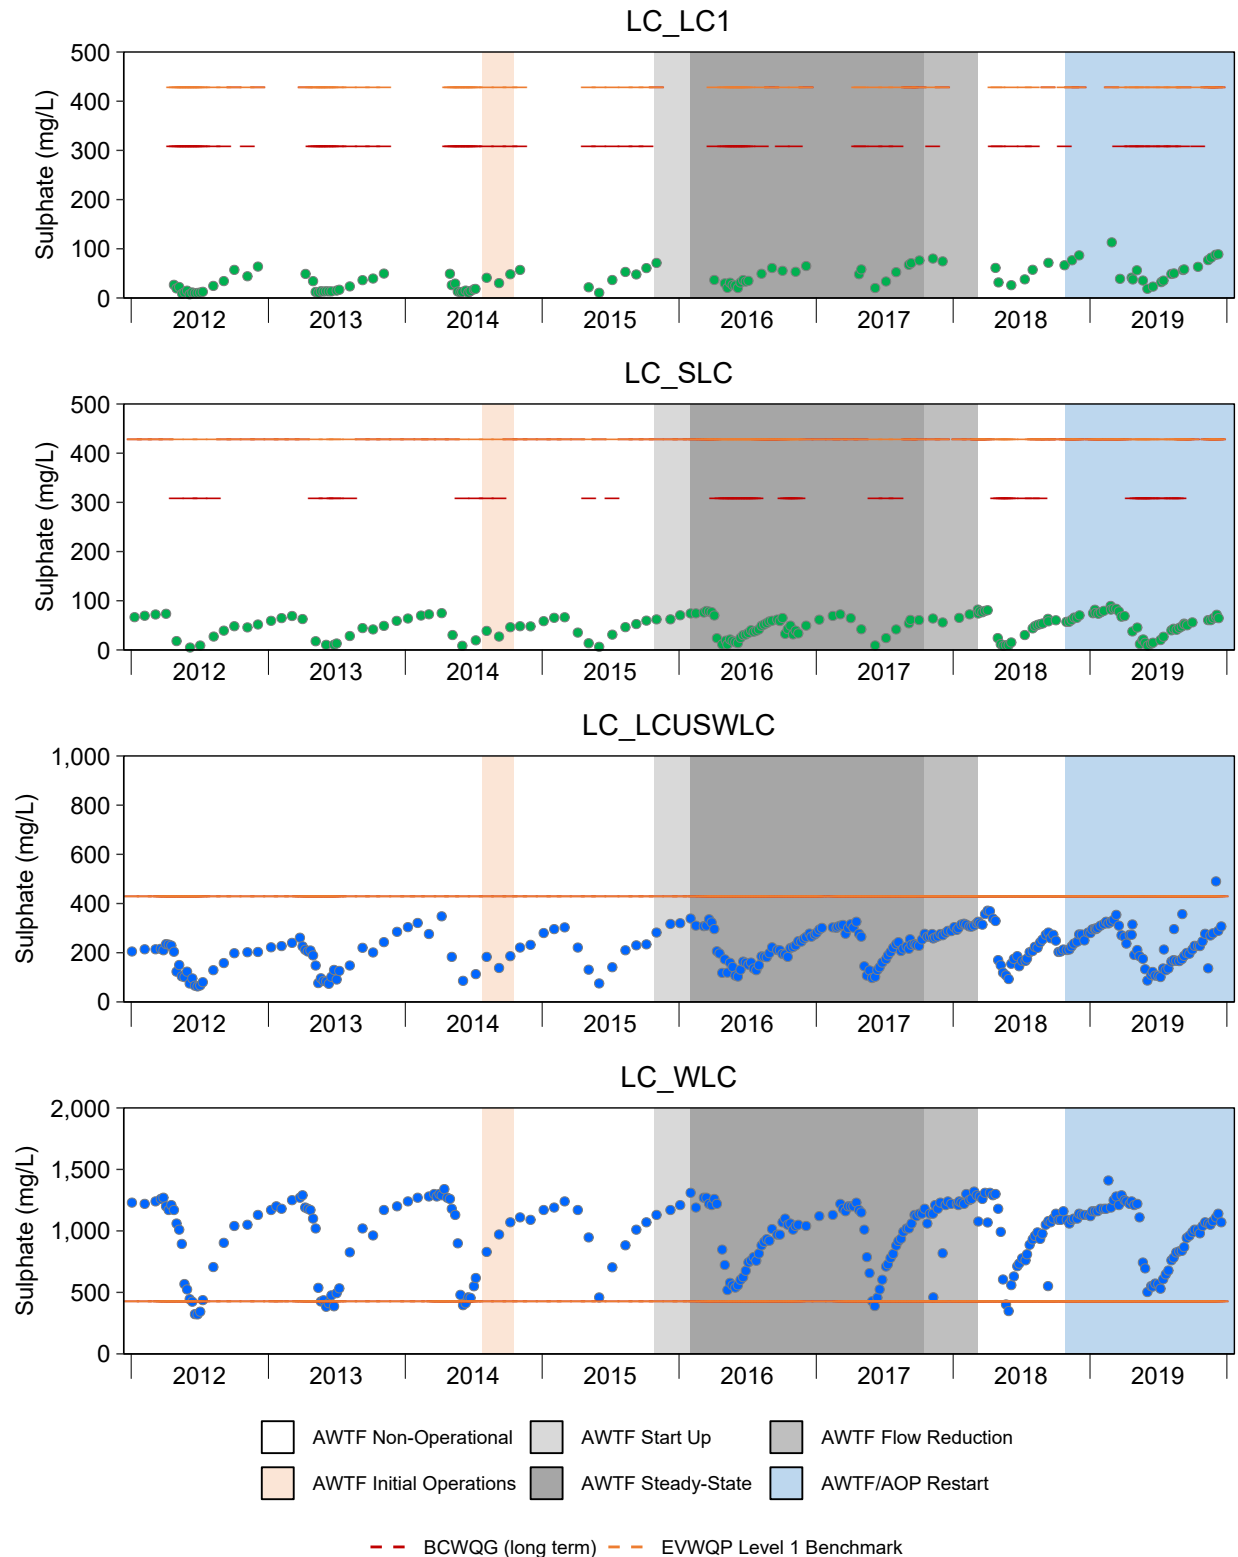 LC_LC1
500
400
300
200
100
0
Sulphate (mg/L)
2012 2013 2014 2015 2016 2017 2018 2019
LC_SLC
500
400
300
200
100
0
Sulphate (mg/L)
2012 2013 2014 2015 2016 2017 2018 2019
LC_LCUSWLC
1,000
800
600
400
200
0
Sulphate (mg/L)
2012 2013 2014 2015 2016 2017 2018 2019
LC_WLC
2,000
1,500
1,000
500
0
Sulphate (mg/L)
2012 2013 2014 2015 2016 2017 2018 2019
AWTF Non-Operational AWTF Start Up AWTF Flow Reduction
AWTF Initial Operations AWTF Steady-State AWTF/AOP Restart
BCWQG (long term) EVWQP Level 1 Benchmark